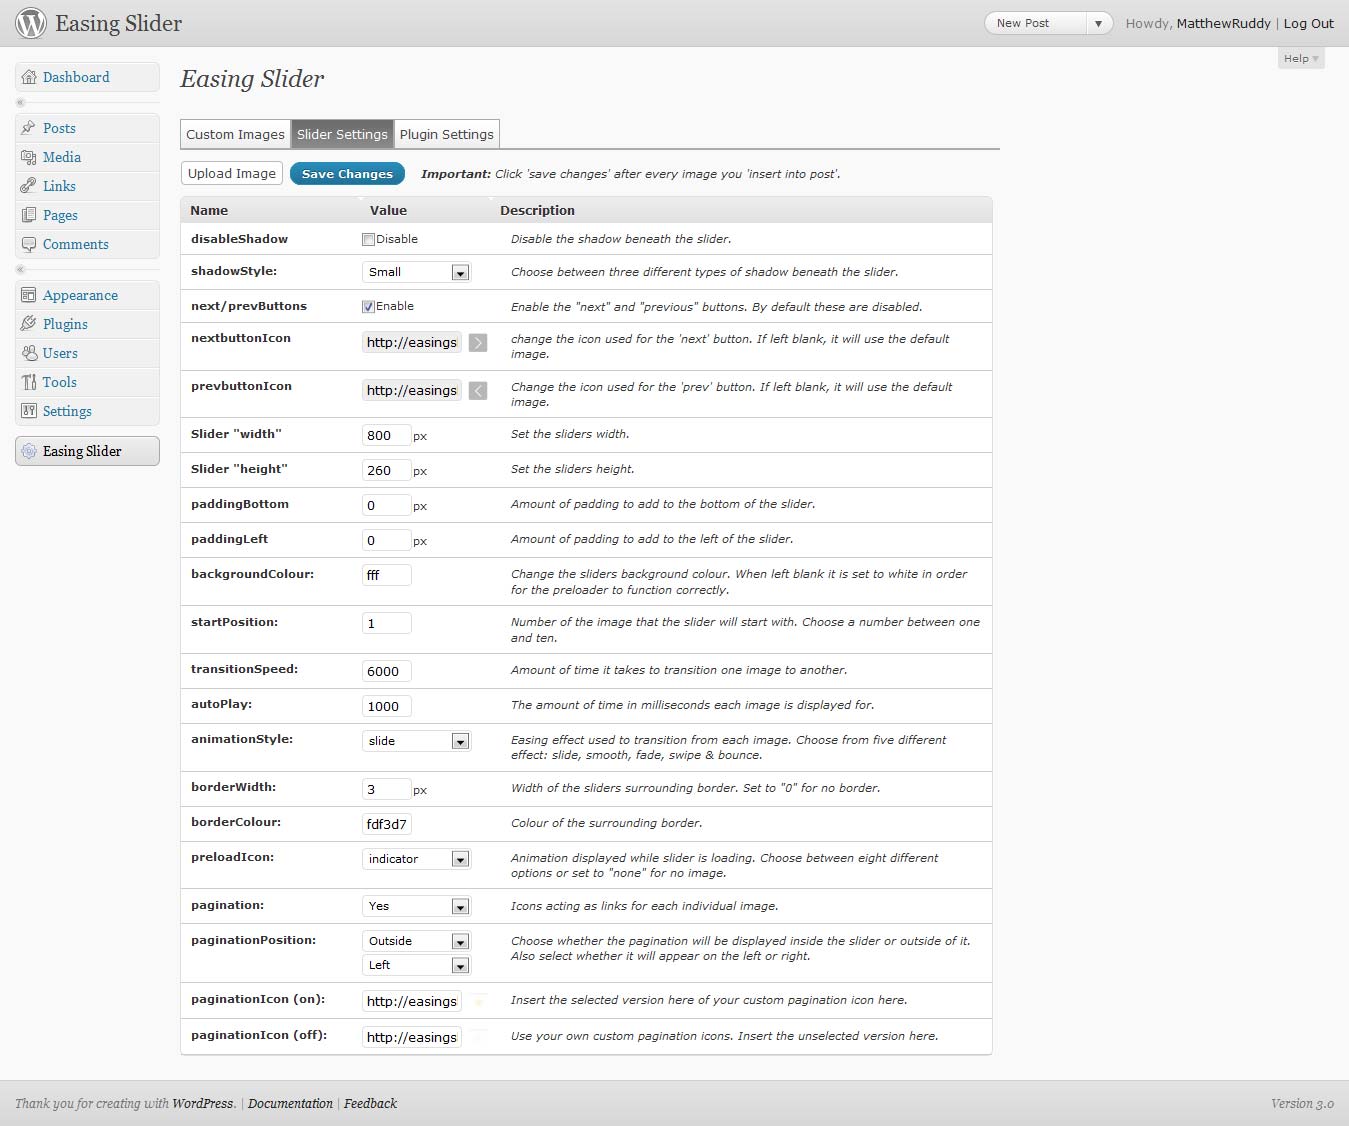 Easing Slider
New Post
Howdy, MatthewRuddy | Log Out
Help
Dashboard
Posts
Media
Links
Pages
Comments
Appearance
Plugins
Users
Tools
Settings
Easing Slider
Easing Slider
Custom Images Slider Settings Plugin Settings
Upload Image Save Changes Important: Click 'save changes' after every image you 'insert into post'.
Name Value Description
disableShadow Disable Disable the shadow beneath the slider.
shadowStyle: Small Choose between three different types of shadow beneath the slider.
next/prevButtons Enable Enable the "next" and "previous" buttons. By default these are disabled.
nextbuttonIcon http://easings change the icon used for the 'next' button. If left blank, it will use the default
image.
prevbuttonIcon http://easings Change the icon used for the 'prev' button. If left blank, it will use the default
image.
Slider "width" 800 px Set the sliders width.
Slider "height" 260 px Set the sliders height.
paddingBottom 0 px Amount of padding to add to the bottom of the slider.
paddingLeft 0 px Amount of padding to add to the left of the slider.
backgroundColour: fff Change the sliders background colour. When left blank it is set to white in order
for the preloader to function correctly.
startPosition: 1 Number of the image that the slider will start with. Choose a number between one
and ten.
transitionSpeed: 6000 Amount of time it takes to transition one image to another.
autoPlay: 1000 The amount of time in milliseconds each image is displayed for.
animationStyle: slide Easing effect used to transition from each image. Choose from five different
effect: slide, smooth, fade, swipe & bounce.
borderWidth: 3 px Width of the sliders surrounding border. Set to "0" for no border.
borderColour: fdf3d7 Colour of the surrounding border.
preloadIcon: indicator Animation displayed while slider is loading. Choose between eight different
options or set to "none" for no image.
pagination: Yes Icons acting as links for each individual image.
paginationPosition: Outside Choose whether the pagination will be displayed inside the slider or outside of it.
Left Also select whether it will appear on the left or right.
paginationIcon (on): http://easings Insert the selected version here of your custom pagination icon here.
paginationIcon (off): http://easings Use your own custom pagination icons. Insert the unselected version here.
Thank you for creating with WordPress. | Documentation | Feedback
Version 3.0